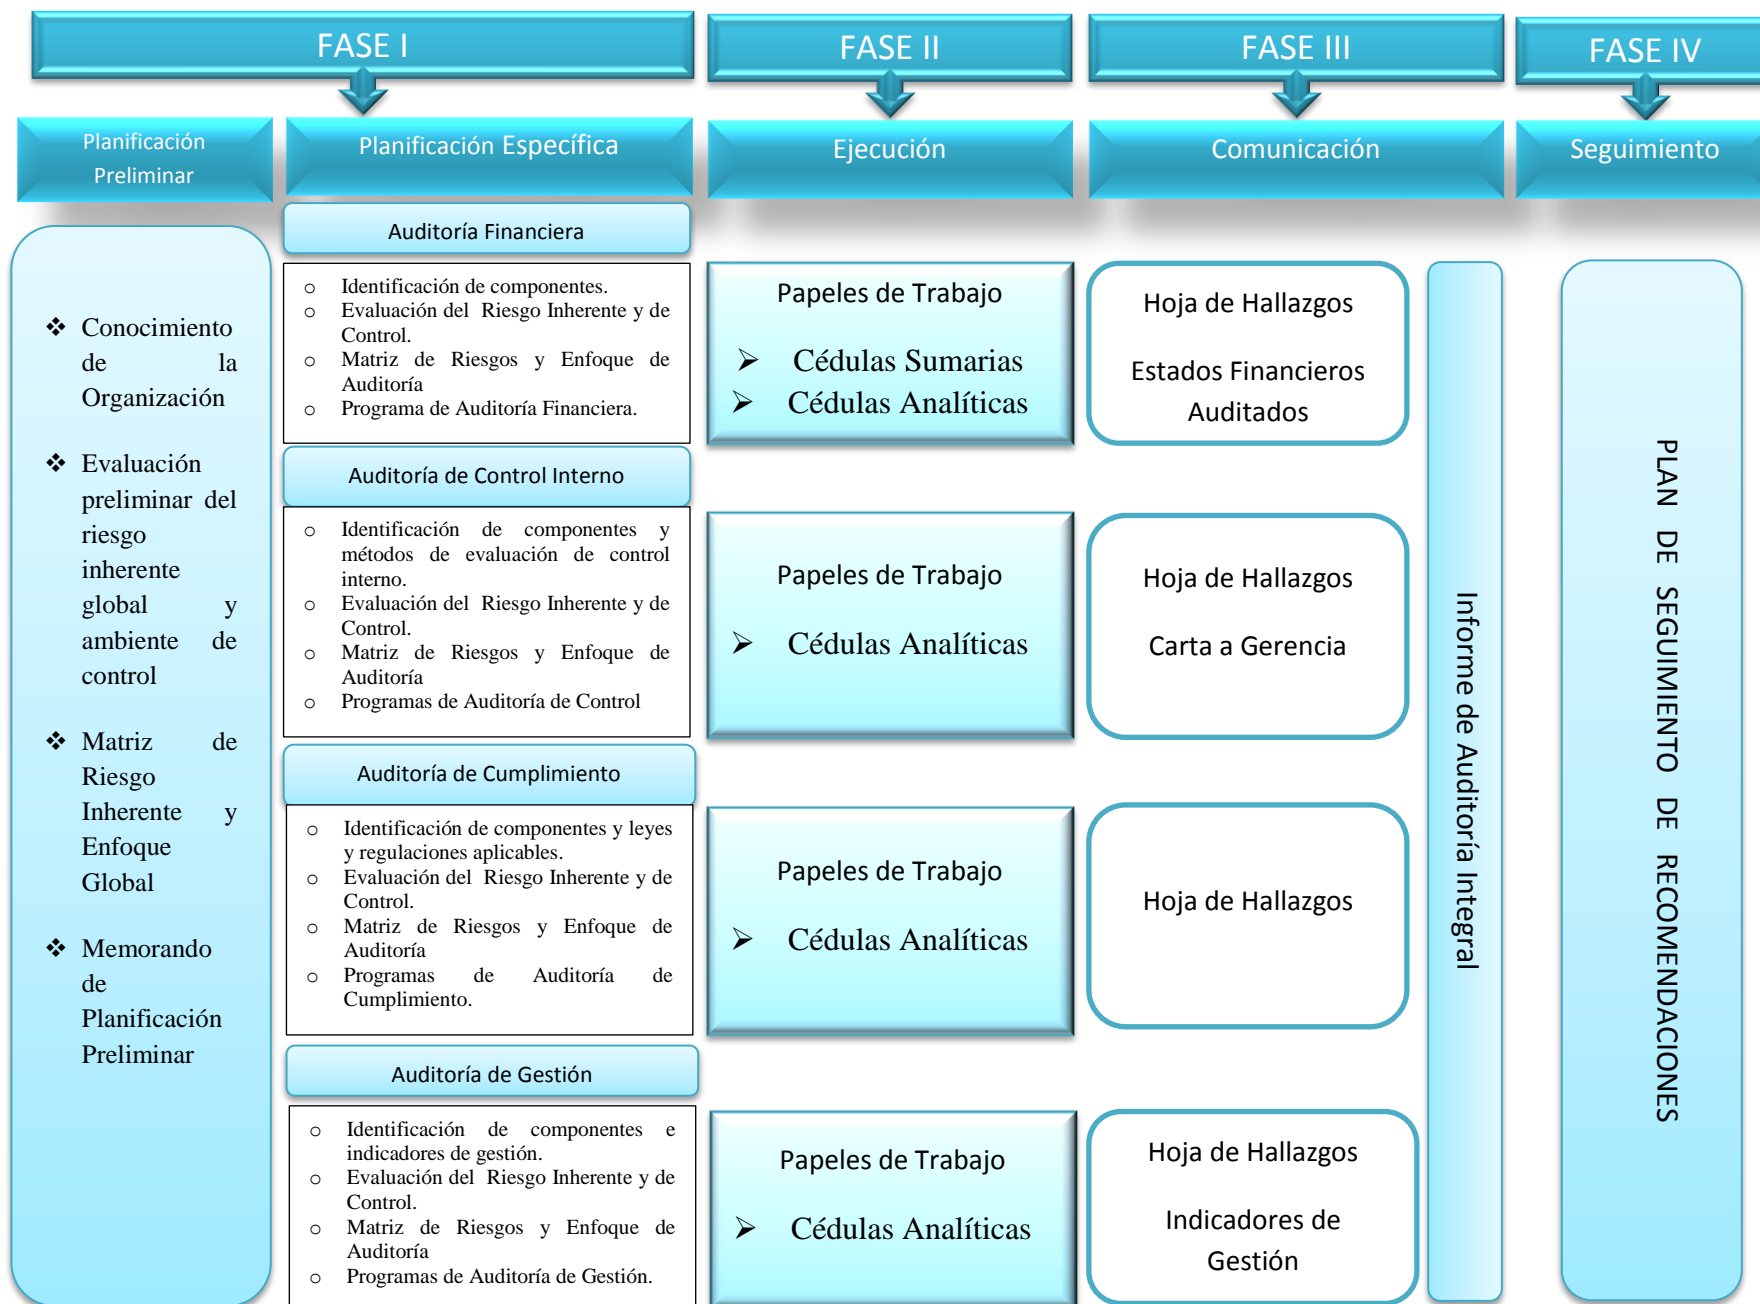 FASE I
FASE II
FASE III
FASE IV
Planificación
Preliminar
Planificación Específica
Ejecución
Comunicación
Seguimiento
❖ Conocimiento
de la
Organización
❖ Evaluación
preliminar del
riesgo
inherente
global y
ambiente de
control
❖ Matriz de
Riesgo
Inherente y
Enfoque
Global
❖ Memorando
de
Planificación
Preliminar
Auditoría Financiera
o Identificación de componentes.
o Evaluación del Riesgo Inherente y de
Control.
o Matriz de Riesgos y Enfoque de
Auditoría
o Programa de Auditoría Financiera.
Papeles de Trabajo
➢ Cédulas Sumarias
➢ Cédulas Analíticas
Hoja de Hallazgos
Estados Financieros
Auditados
Auditoría de Control Interno
o Identificación de componentes y
métodos de evaluación de control
interno.
o Evaluación del Riesgo Inherente y de
Control.
o Matriz de Riesgos y Enfoque de
Auditoría
o Programas de Auditoría de Control
Papeles de Trabajo
➢ Cédulas Analíticas
Hoja de Hallazgos
Carta a Gerencia
Auditoría de Cumplimiento
o Identificación de componentes y leyes
y regulaciones aplicables.
o Evaluación del Riesgo Inherente y de
Control.
o Matriz de Riesgos y Enfoque de
Auditoría
o Programas de Auditoría de
Cumplimiento.
Papeles de Trabajo
➢ Cédulas Analíticas
Hoja de Hallazgos
Auditoría de Gestión
o Identificación de componentes e
indicadores de gestión.
o Evaluación del Riesgo Inherente y de
Control.
o Matriz de Riesgos y Enfoque de
Auditoría
o Programas de Auditoría de Gestión.
Papeles de Trabajo
➢ Cédulas Analíticas
Hoja de Hallazgos
Indicadores de
Gestión
Informe de Auditoría Integral
PLAN DE SEGUIMIENTO DE RECOMENDACIONES